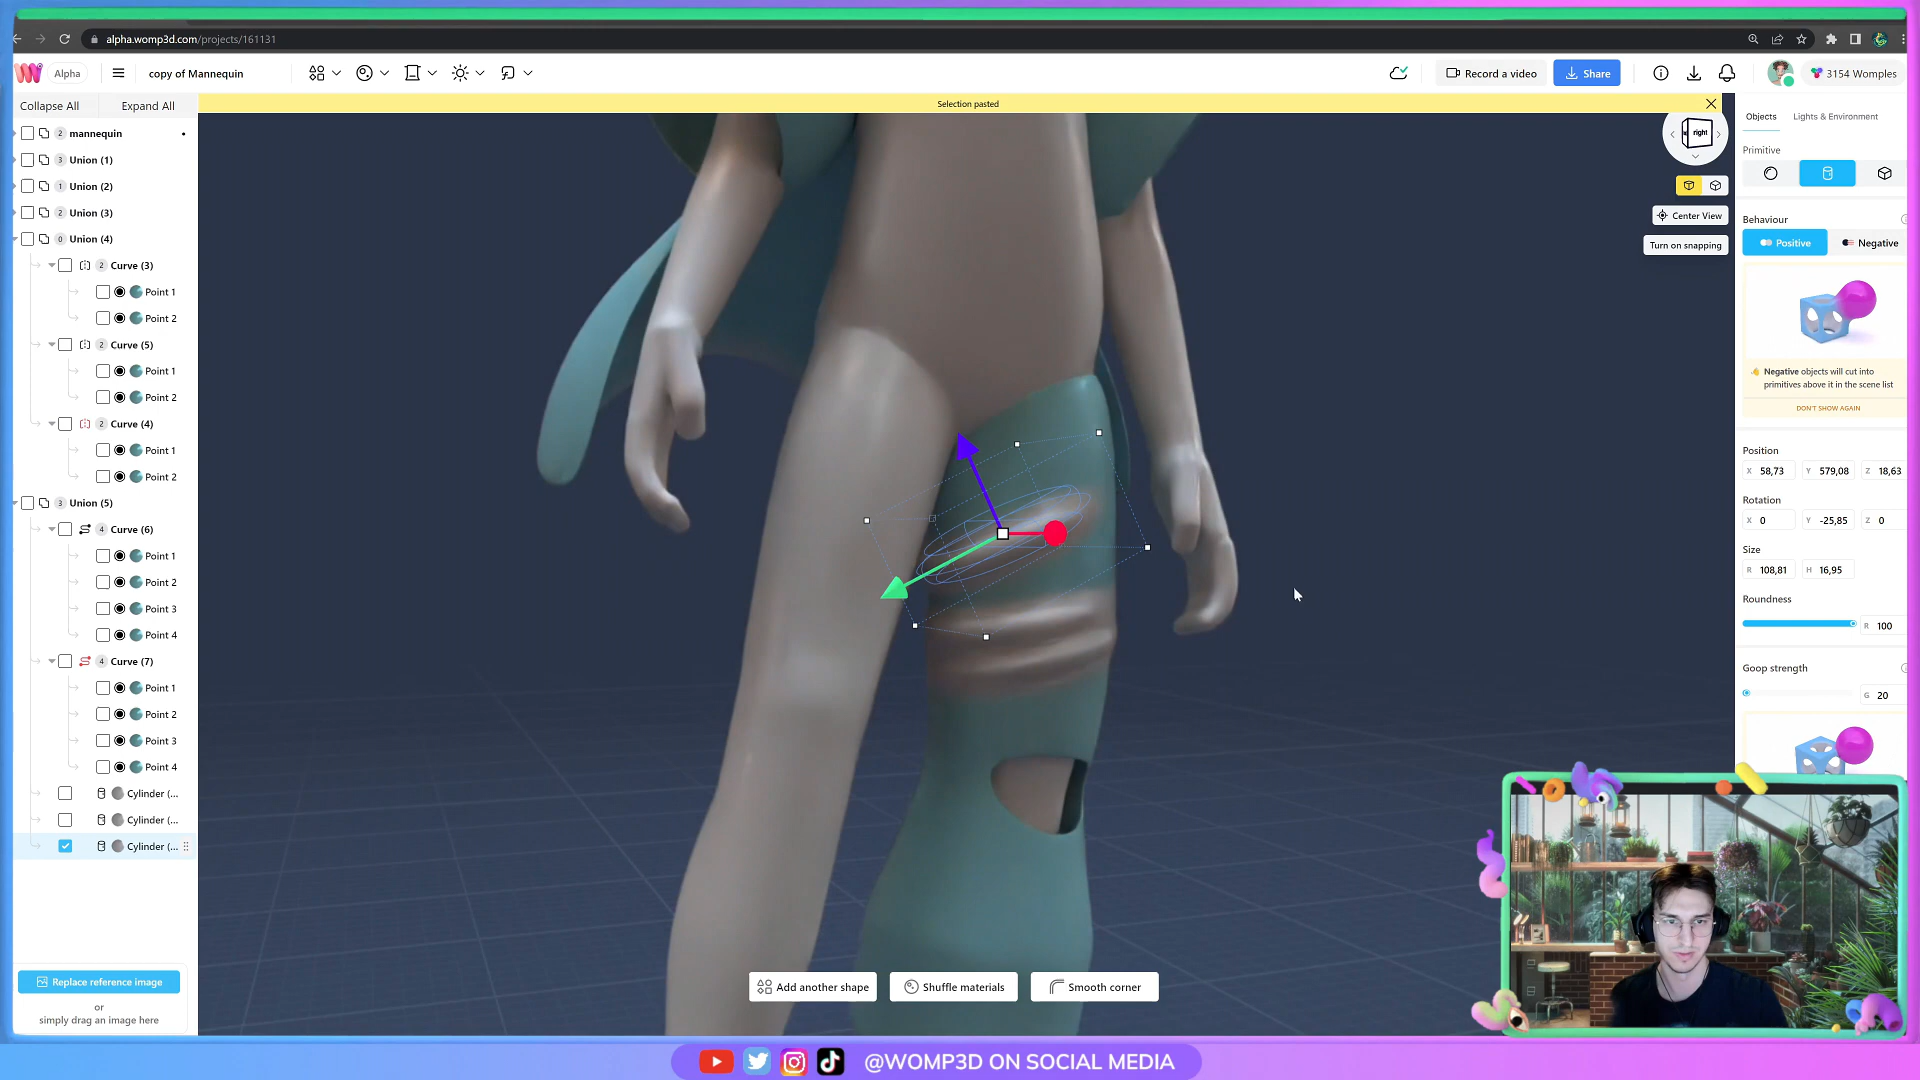 alpha.womp3d.com/projects/161131
Alpha
copy of Mannequin
Record a video
Share
3154 Womples
Collapse All
Expand All
Selection pasted
2 mannequin
3 Union (1)
1 Union (2)
2 Union (3)
0 Union (4)
2 Curve (3)
Point 1
Point 2
2 Curve (5)
Point 1
Point 2
2 Curve (4)
Point 1
Point 2
3 Union (5)
4 Curve (6)
Point 1
Point 2
Point 3
Point 4
4 Curve (7)
Point 1
Point 2
Point 3
Point 4
Cylinder (...
Cylinder (...
Cylinder (...
Replace reference image
or
simply drag an image here
right
Center View
Turn on snapping
Add another shape
Shuffle materials
Smooth corner
Objects
Lights & Environment
Primitive
Behaviour
Positive
Negative
Negative objects will cut into
primitives above it in the scene list
DON'T SHOW AGAIN
Position
X 58,73 Y 579,08 Z 18,63
Rotation
X 0 Y -25,85 Z 0
Size
R 108,81 H 16,95
Roundness
R 100
Goop strength
G 20
@WOMP3D ON SOCIAL MEDIA